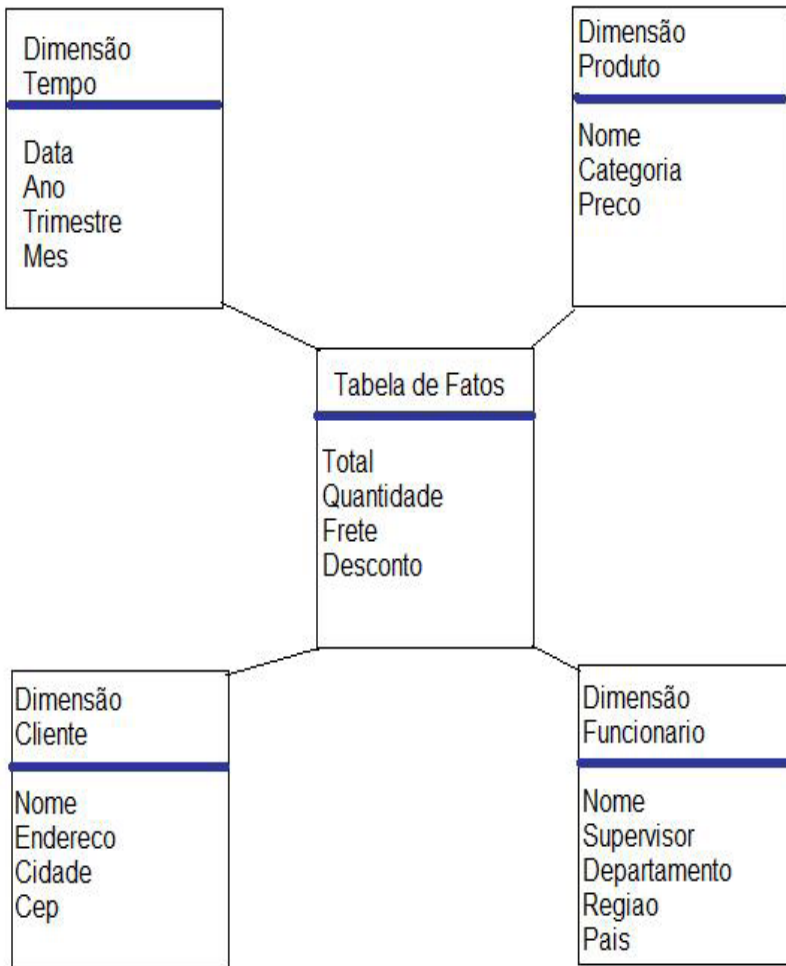 Dimensão
Tempo
Data
Ano
Trimestre
Mes
Dimensão
Produto
Nome
Categoria
Preco
Tabela de Fatos
Total
Quantidade
Frete
Desconto
Dimensão
Cliente
Nome
Endereco
Cidade
Cep
Dimensão
Funcionario
Nome
Supervisor
Departamento
Regiao
Pais